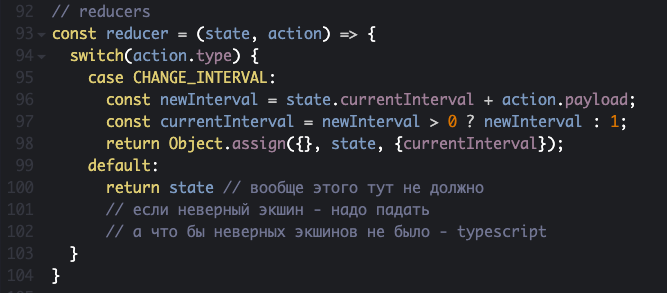 92 // reducers
93 const reducer = (state, action) => {
94 switch(action.type) {
95 case CHANGE_INTERVAL:
96 const newInterval = state.currentInterval + action.payload;
97 const currentInterval = newInterval > 0 ? newInterval : 1;
98 return Object.assign({}, state, {currentInterval});
99 default:
100 return state // вообще этого тут не должно
101 // если неверный экшин - надо падать
102 // а что бы неверных экшинов не было - typescript
103 }
104 }